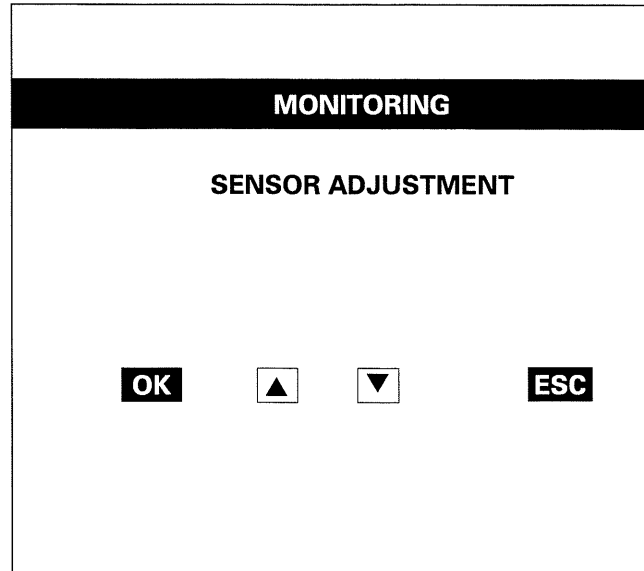 MONITORING
SENSOR ADJUSTMENT
OK ▲ ▼ ESC